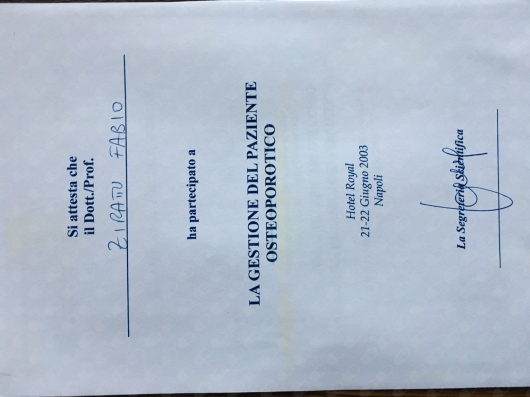 Si attesta che
il Dott./Prof.
ZIRATTU FABIO
ha partecipato a
LA GESTIONE DEL PAZIENTE
OSTEOPOROTICO
Hotel Royal
21-22 Giugno 2003
Napoli
La Segreteria Scientifica